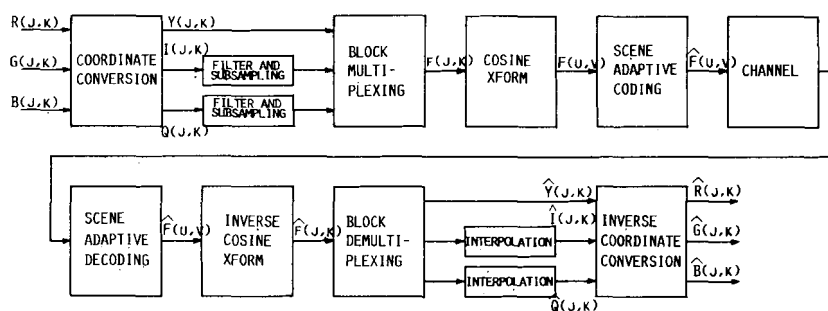 R(J,K)
G(J,K)
B(J,K)
COORDINATE
CONVERSION
Y(J,K)
I(J,K)
Q(J,K)
FILTER AND
SUBSAMPLING
FILTER AND
SUBSAMPLING
BLOCK
MULTI-
PLEXING
F(J,K)
COSINE
XFORM
F(U,V)
SCENE
ADAPTIVE
CODING
F̂(U,V)
CHANNEL
SCENE
ADAPTIVE
DECODING
F̂(U,V)
INVERSE
COSINE
XFORM
F̂(J,K)
BLOCK
DEMULTI-
PLEXING
INTERPOLATION
INTERPOLATION
Ŷ(J,K)
Î(J,K)
Q̂(J,K)
INVERSE
COORDINATE
CONVERSION
R̂(J,K)
Ĝ(J,K)
B̂(J,K)